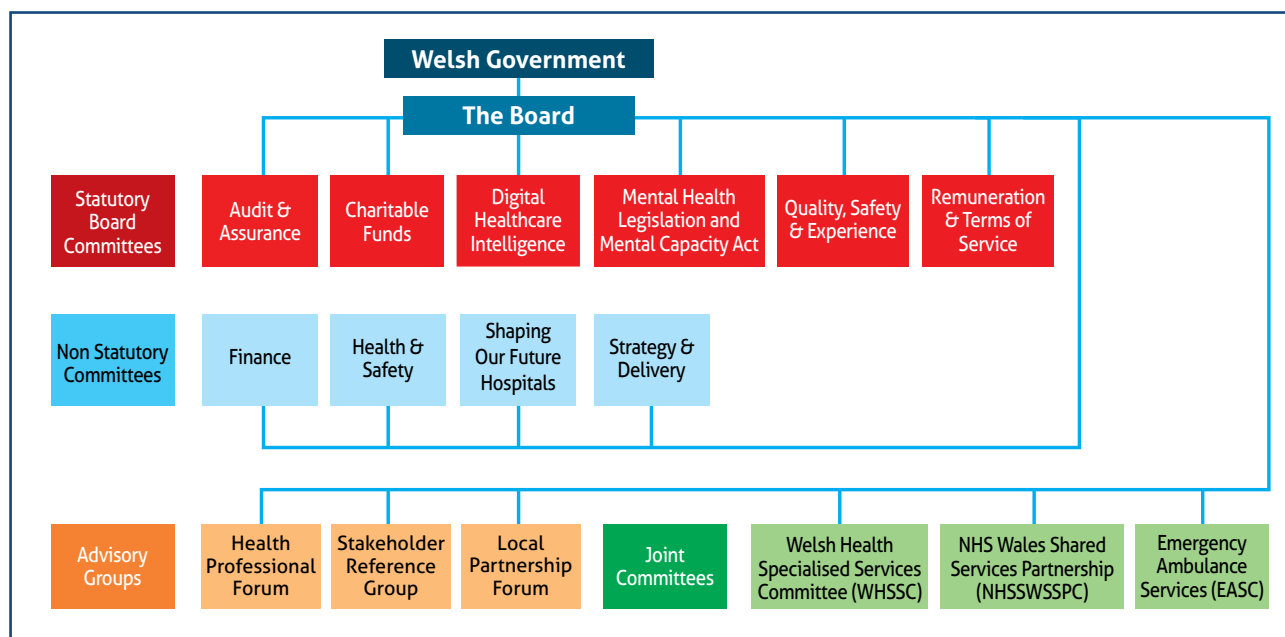 Welsh Government
The Board
Statutory
Board
Committees
Audit &
Assurance
Charitable
Funds
Digital
Healthcare
Intelligence
Mental Health
Legislation and
Mental Capacity Act
Quality, Safety
& Experience
Remuneration
& Terms of
Service
Non Statutory
Committees
Finance
Health &
Safety
Shaping
Our Future
Hospitals
Strategy &
Delivery
Advisory
Groups
Health
Professional
Forum
Stakeholder
Reference
Group
Local
Partnership
Forum
Joint
Committees
Welsh Health
Specialised Services
Committee (WHSSC)
NHS Wales Shared
Services Partnership
(NHSSWSSPC)
Emergency
Ambulance
Services (EASC)